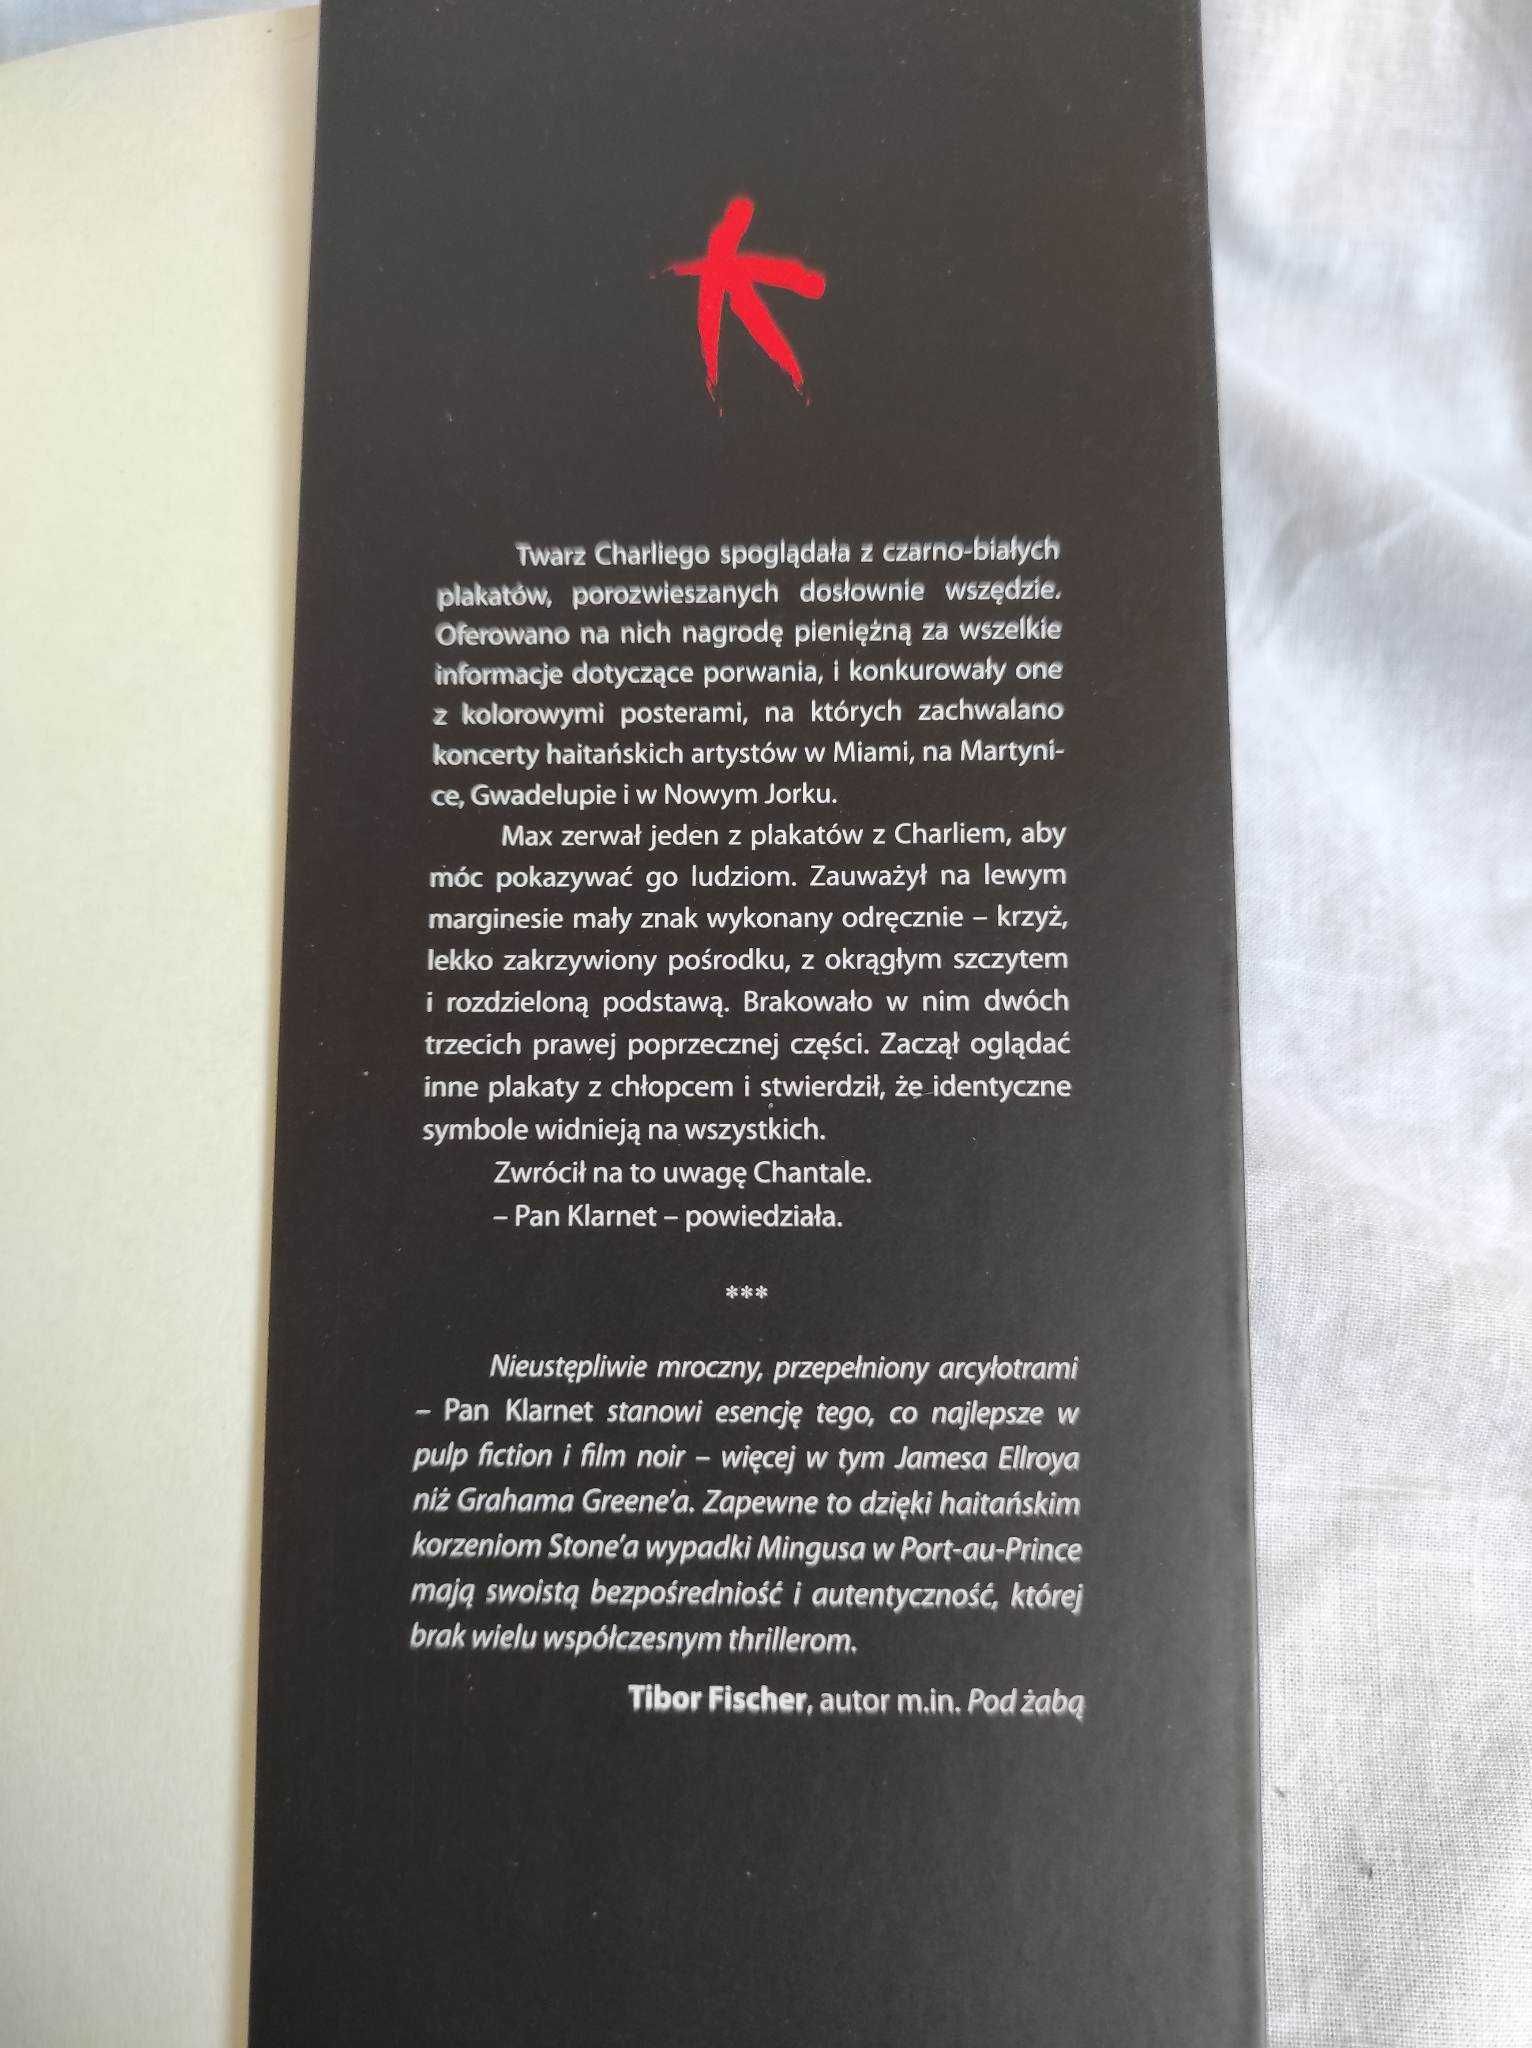 Twarz Charliego spoglądała z czarno-białych
plakatów, porozwieszanych dosłownie wszędzie.
Oferowano na nich nagrodę pieniężną za wszelkie
informacje dotyczące porwania, i konkurowały one
z kolorowymi posterami, na których zachwalano
koncerty haitańskich artystów w Miami, na Martyni-
ce, Gwadelupie i w Nowym Jorku.
Max zerwał jeden z plakatów z Charliem, aby
móc pokazywać go ludziom. Zauważył na lewym
marginesie mały znak wykonany odręcznie – krzyż,
lekko zakrzywiony pośrodku, z okrągłym szczytem
i rozdzieloną podstawą. Brakowało w nim dwóch
trzecich prawej poprzecznej części. Zaczął oglądać
inne plakaty z chłopcem i stwierdził, że identyczne
symbole widnieją na wszystkich.
Zwrócił na to uwagę Chantale.
– Pan Klarnet – powiedziała.
***
Nieustępliwie mroczny, przepełniony arcyłotrami
– Pan Klarnet stanowi esencję tego, co najlepsze w
pulp fiction i film noir – więcej w tym Jamesa Ellroya
niż Grahama Greene'a. Zapewne to dzięki haitańskim
korzeniom Stone'a wypadki Mingusa w Port-au-Prince
mają swoistą bezpośredniość i autentyczność, której
brak wielu współczesnym thrillerom.
Tibor Fischer, autor m.in. Pod żabą